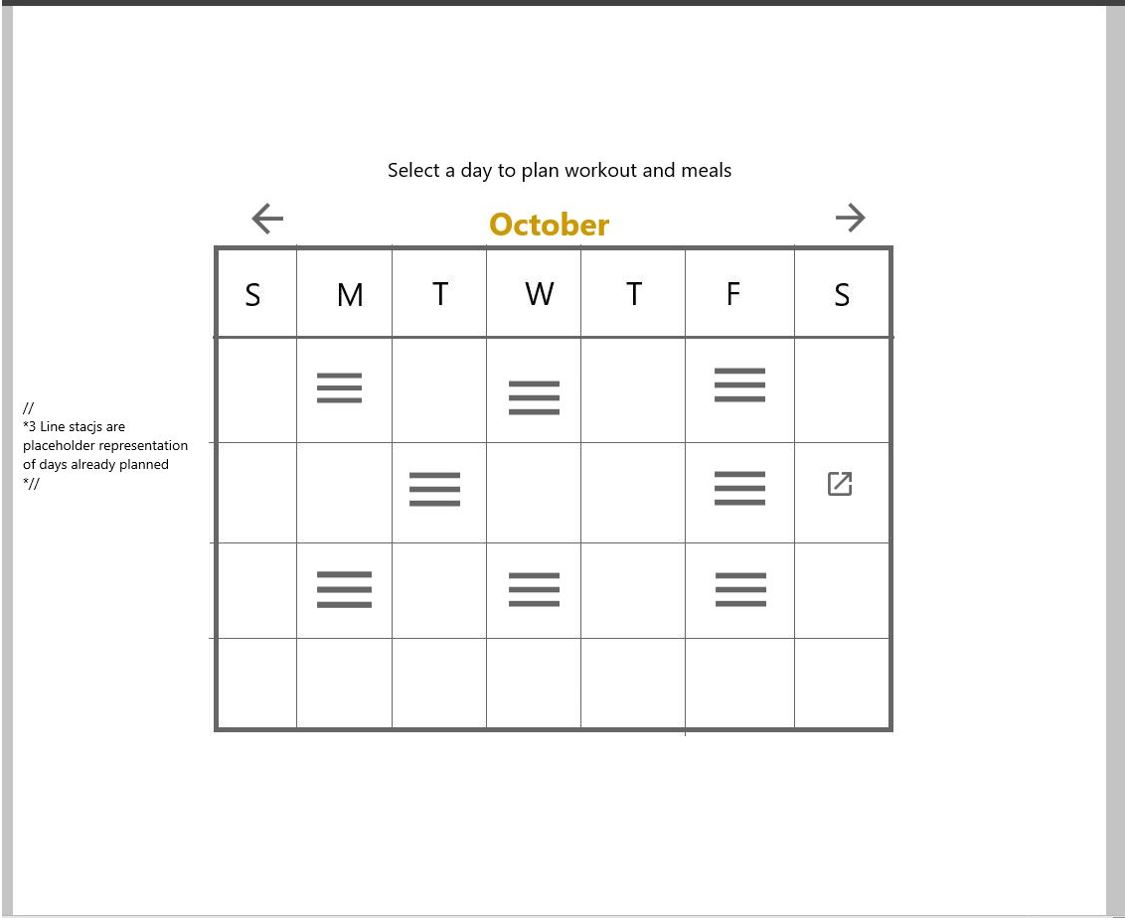 Select a day to plan workout and meals
October
S M T W T F S
//
*3 Line stacjs are
placeholder representation
of days already planned
*//